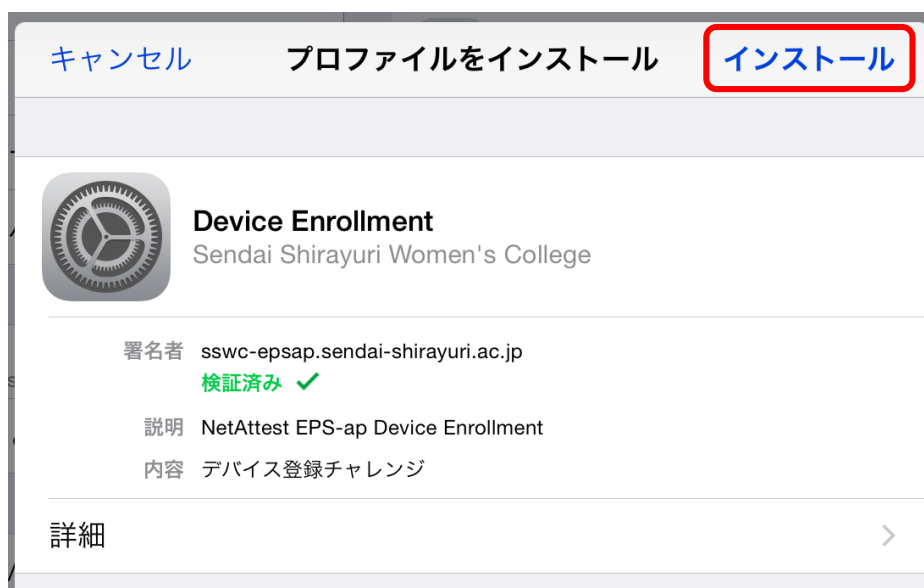 キャンセル プロファイルをインストール インストール
Device Enrollment
Sendai Shirayuri Women's College
署名者 sswc-epsap.sendai-shirayuri.ac.jp
検証済み ✓
説明 NetAttest EPS-ap Device Enrollment
内容 デバイス登録チャレンジ
詳細